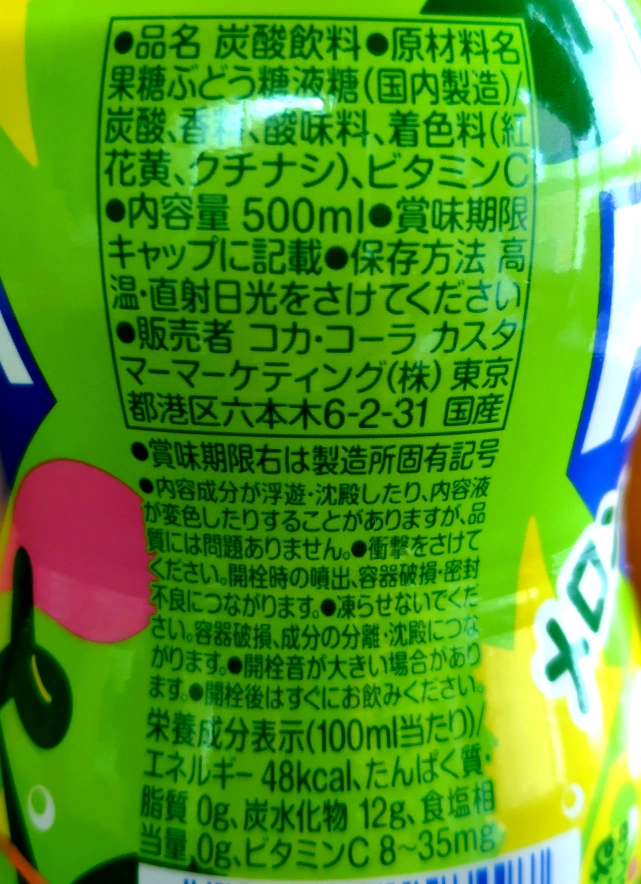 ●品名 炭酸飲料●原材料名
果糖ぶどう糖液糖(国内製造)/
炭酸、香料、酸味料、着色料(紅
花黄、クチナシ)、ビタミンC
●内容量 500ml●賞味期限
キャップに記載●保存方法 高
温・直射日光をさけてください
●販売者 コカ・コーラ カスタ
マーマーケティング(株) 東京
都港区六本木6-2-31 国産
●賞味期限右は製造所固有記号
●内容成分が浮遊・沈殿したり、内容液
が変色したりすることがありますが、品
質には問題ありません。●衝撃をさけて
ください。開栓時の噴出、容器破損・密封
不良につながります。●凍らせないでくだ
さい。容器破損、成分の分離・沈殿につな
がります。●開栓音が大きい場合があり
ます。●開栓後はすぐにお飲みください。
栄養成分表示(100ml当たり)/
エネルギー 48kcal、たんぱく質・
脂質 0g、炭水化物 12g、食塩相
当量 0g、ビタミンC 8~35mg
メロ